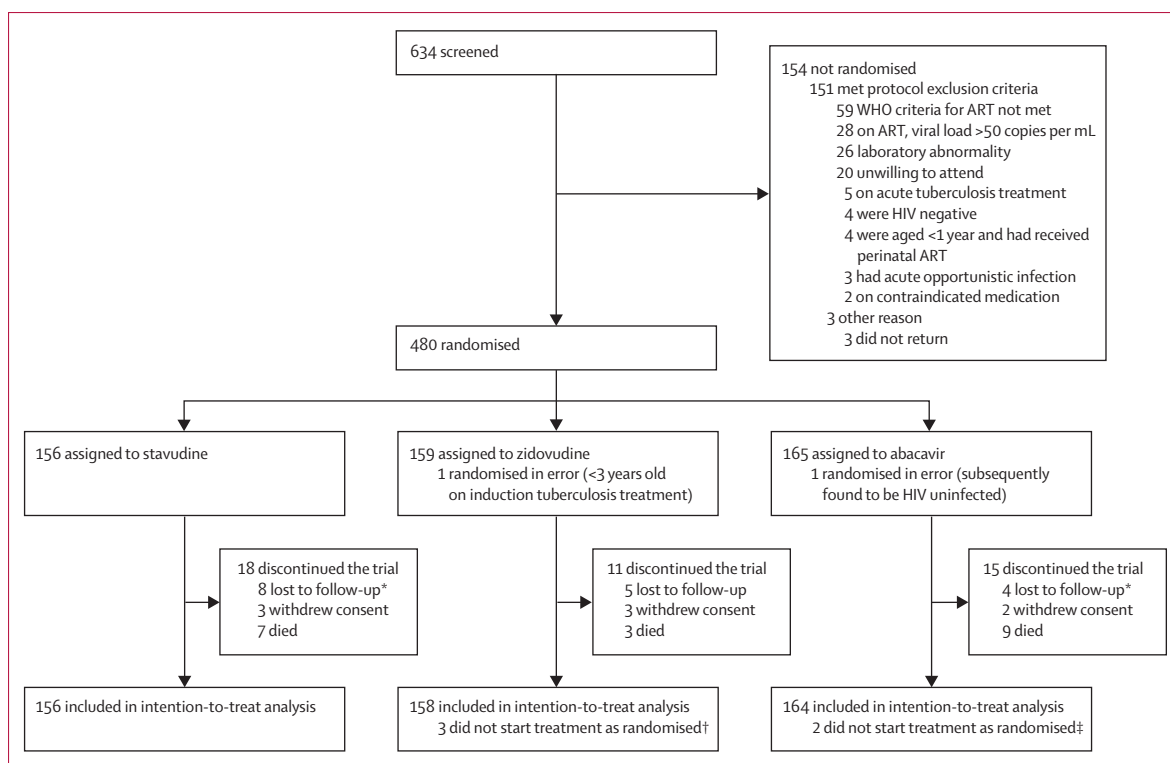 634 screened
154 not randomised
151 met protocol exclusion criteria
59 WHO criteria for ART not met
28 on ART, viral load >50 copies per mL
26 laboratory abnormality
20 unwilling to attend
5 on acute tuberculosis treatment
4 were HIV negative
4 were aged <1 year and had received
perinatal ART
3 had acute opportunistic infection
2 on contraindicated medication
3 other reason
3 did not return
480 randomised
156 assigned to stavudine
159 assigned to zidovudine
1 randomised in error (<3 years old
on induction tuberculosis treatment)
165 assigned to abacavir
1 randomised in error (subsequently
found to be HIV uninfected)
18 discontinued the trial
8 lost to follow-up*
3 withdrew consent
7 died
11 discontinued the trial
5 lost to follow-up
3 withdrew consent
3 died
15 discontinued the trial
4 lost to follow-up*
2 withdrew consent
9 died
156 included in intention-to-treat analysis
158 included in intention-to-treat analysis
3 did not start treatment as randomised†
164 included in intention-to-treat analysis
2 did not start treatment as randomised‡